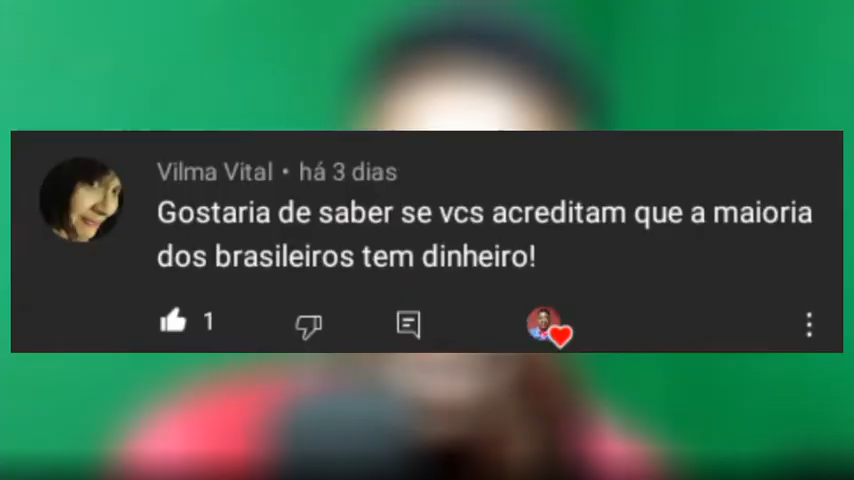 Vilma Vital • há 3 dias
Gostaria de saber se vcs acreditam que a maioria
dos brasileiros tem dinheiro!
1